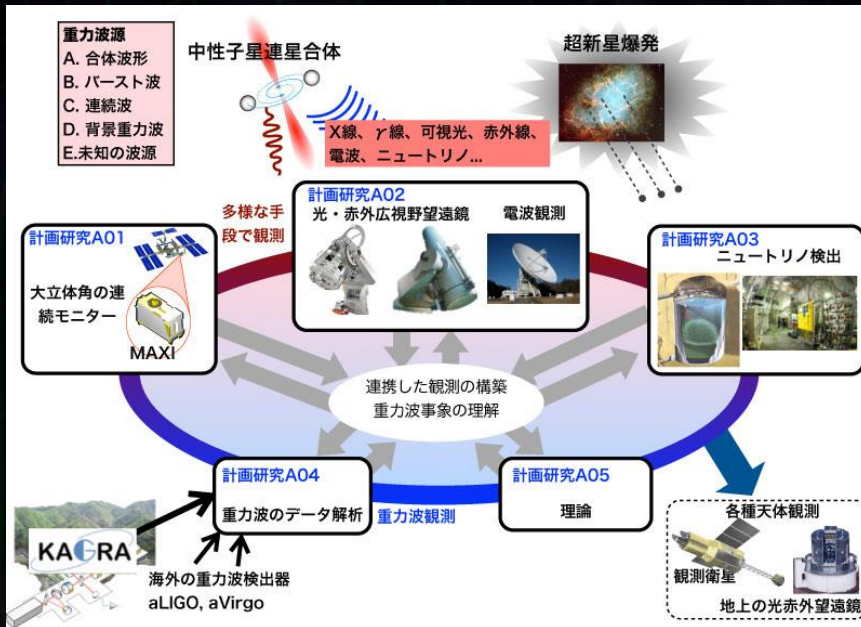 重力波源
A. 合体波形
B. バースト波
C. 連続波
D. 背景重力波
E.未知の波源
中性子星連星合体
超新星爆発
X線、γ線、可視光、赤外線、
電波、ニュートリノ...
多様な手
段で観測
計画研究A01
大立体角の連
続モニター
MAXI
計画研究A02
光・赤外広視野望遠鏡
電波観測
計画研究A03
ニュートリノ検出
連携した観測の構築
重力波事象の理解
計画研究A04
重力波のデータ解析
重力波観測
計画研究A05
理論
KAGRA
海外の重力波検出器
aLIGO, aVirgo
各種天体観測
観測衛星
地上の光赤外望遠鏡